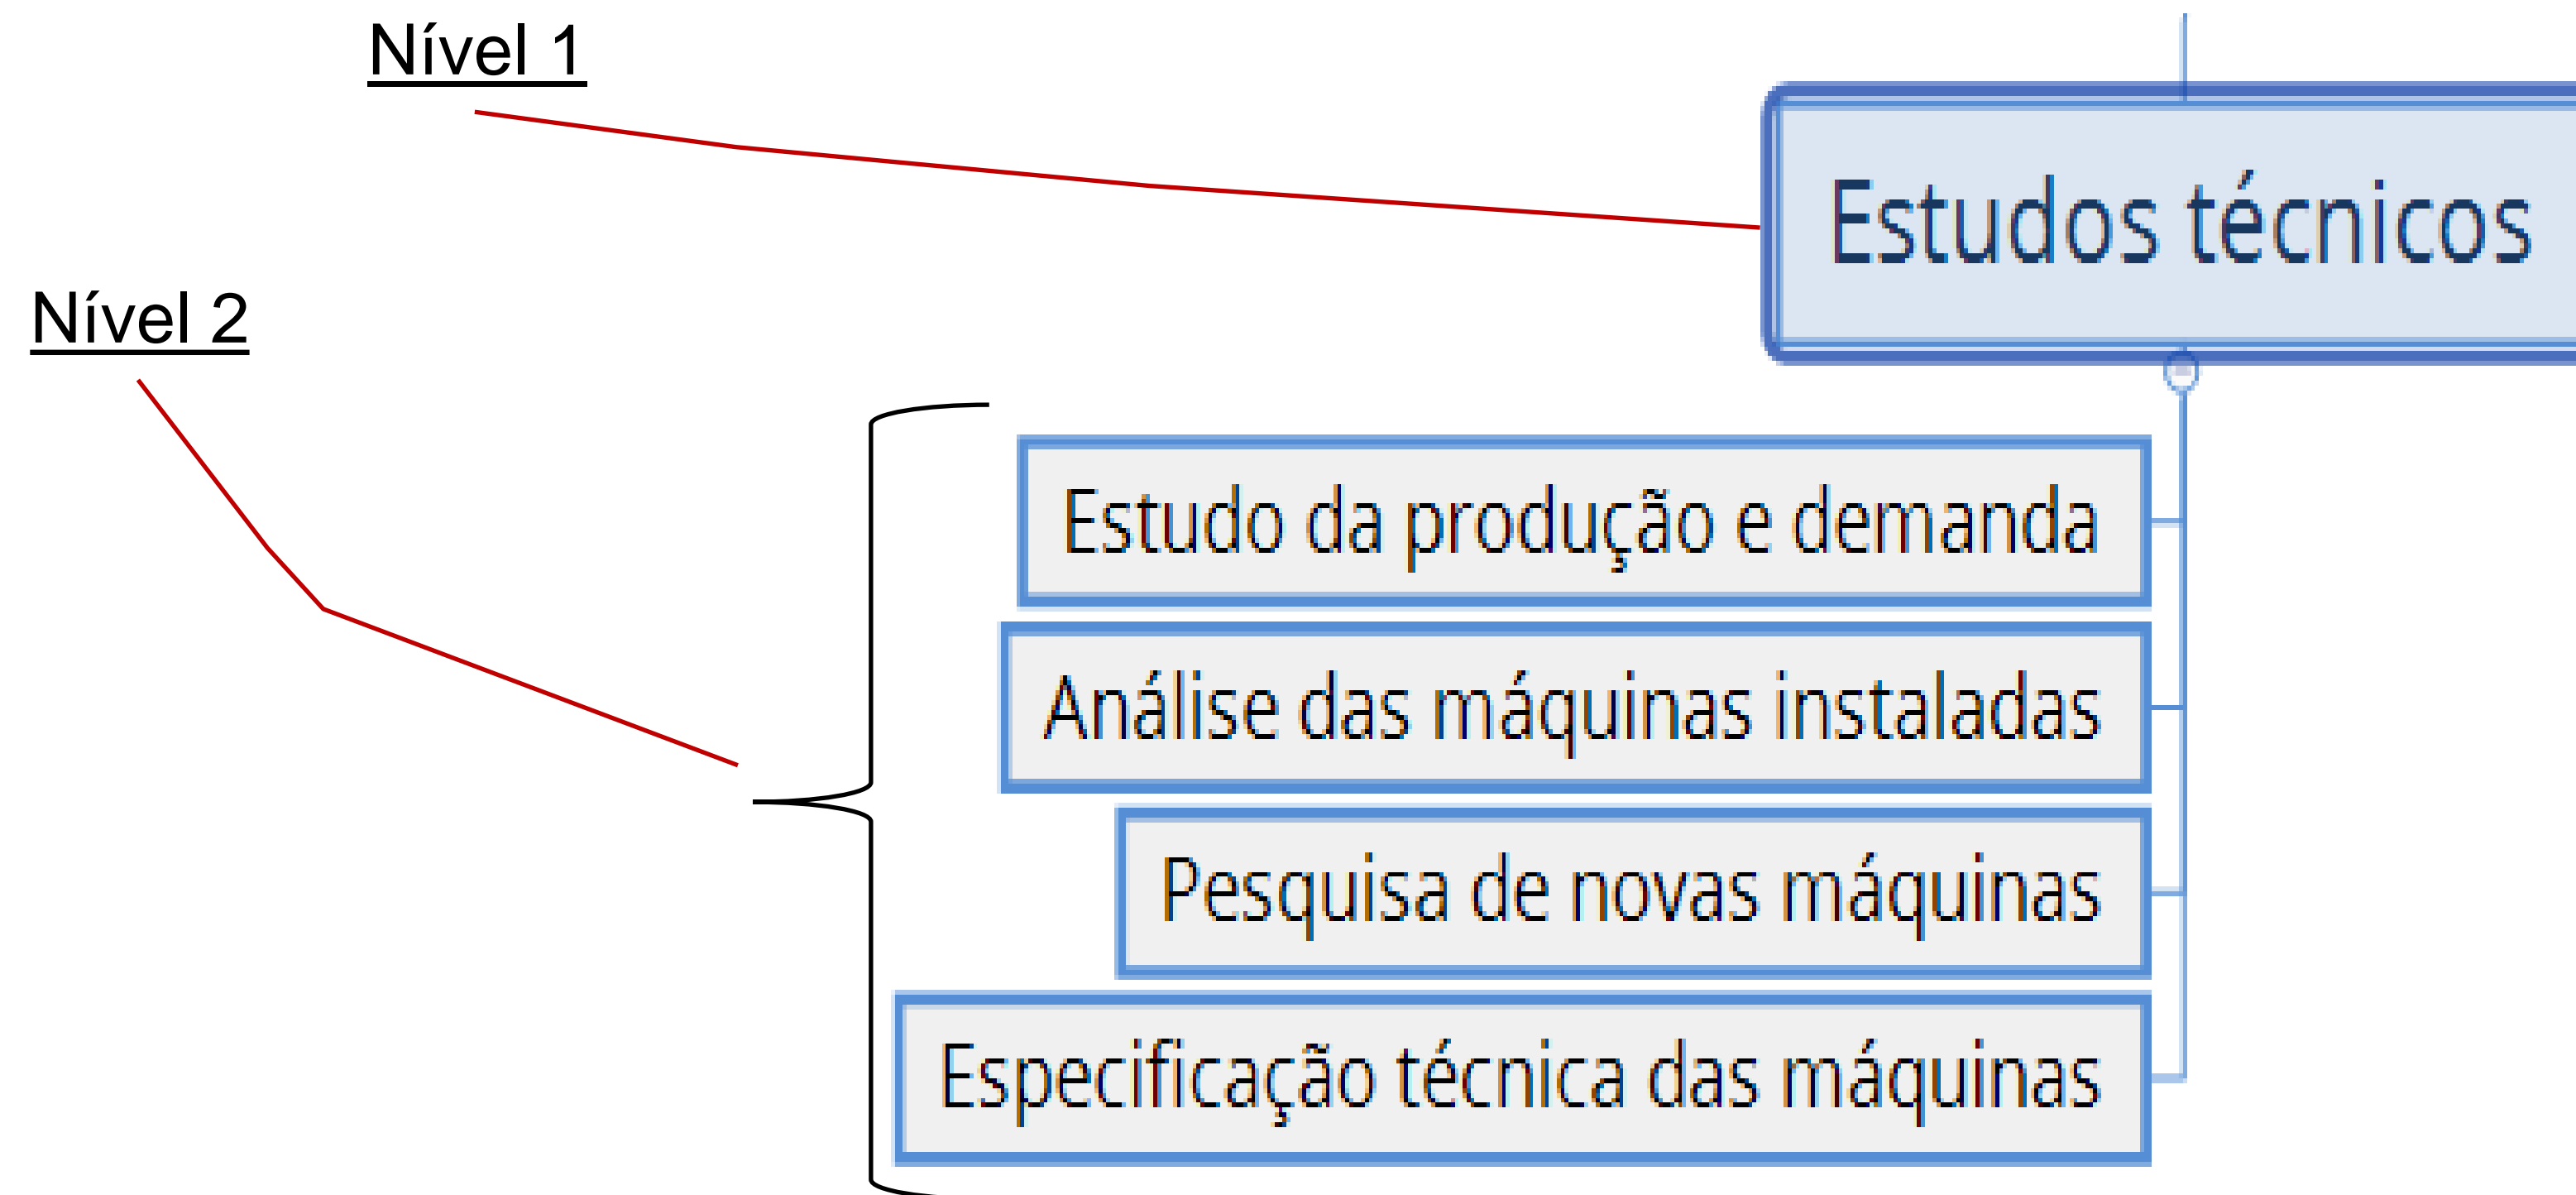 Nível 1
Estudos técnicos
Nível 2
Estudo da produção e demanda
Análise das máquinas instaladas
Pesquisa de novas máquinas
Especificação técnica das máquinas